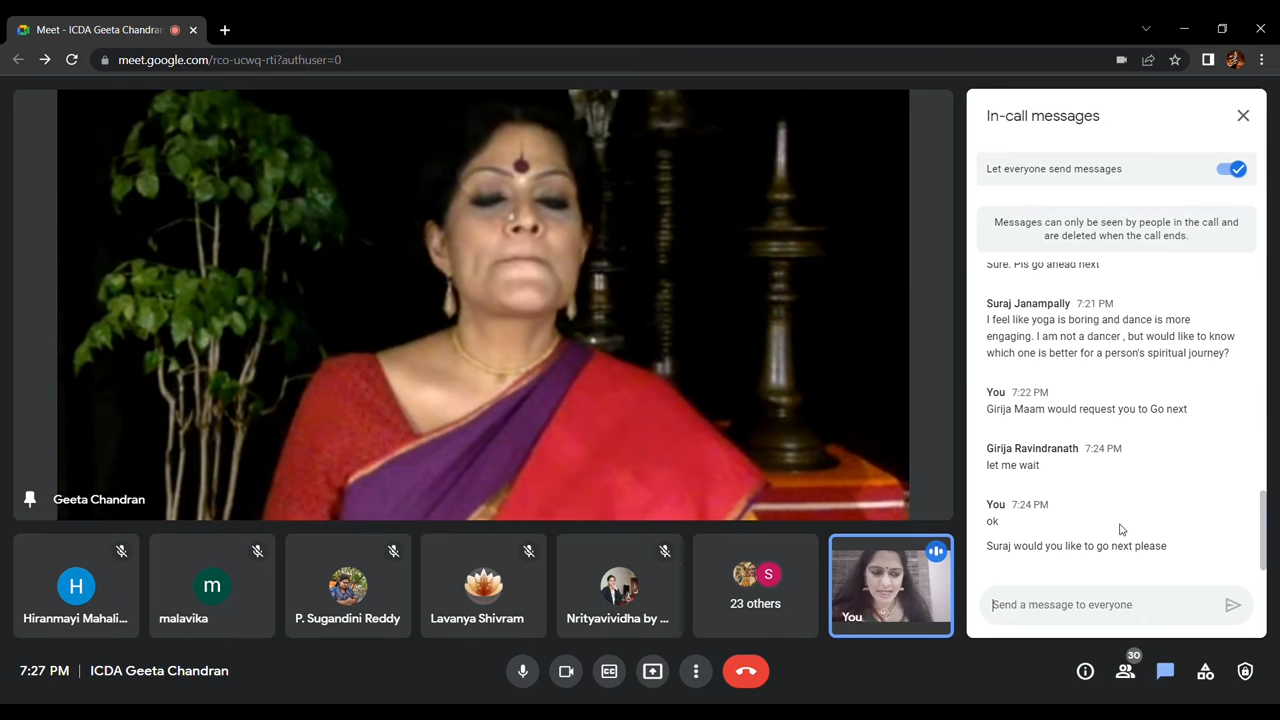 Meet - ICDA Geeta Chandran
meet.google.com/rco-ucwq-rti?authuser=0
In-call messages
Let everyone send messages
Messages can only be seen by people in the call and
are deleted when the call ends.
Sure. Pls go ahead next
Suraj Janampally 7:21 PM
I feel like yoga is boring and dance is more
engaging. I am not a dancer , but would like to know
which one is better for a person's spiritual journey?
You 7:22 PM
Girija Maam would request you to Go next
Girija Ravindranath 7:24 PM
let me wait
You 7:24 PM
ok
Suraj would you like to go next please
Send a message to everyone
Geeta Chandran
H
Hiranmayi Mahali...
m
malavika
P. Sugandini Reddy
Lavanya Shivram
Nrityavividha by ...
S
23 others
You
7:27 PM | ICDA Geeta Chandran
30